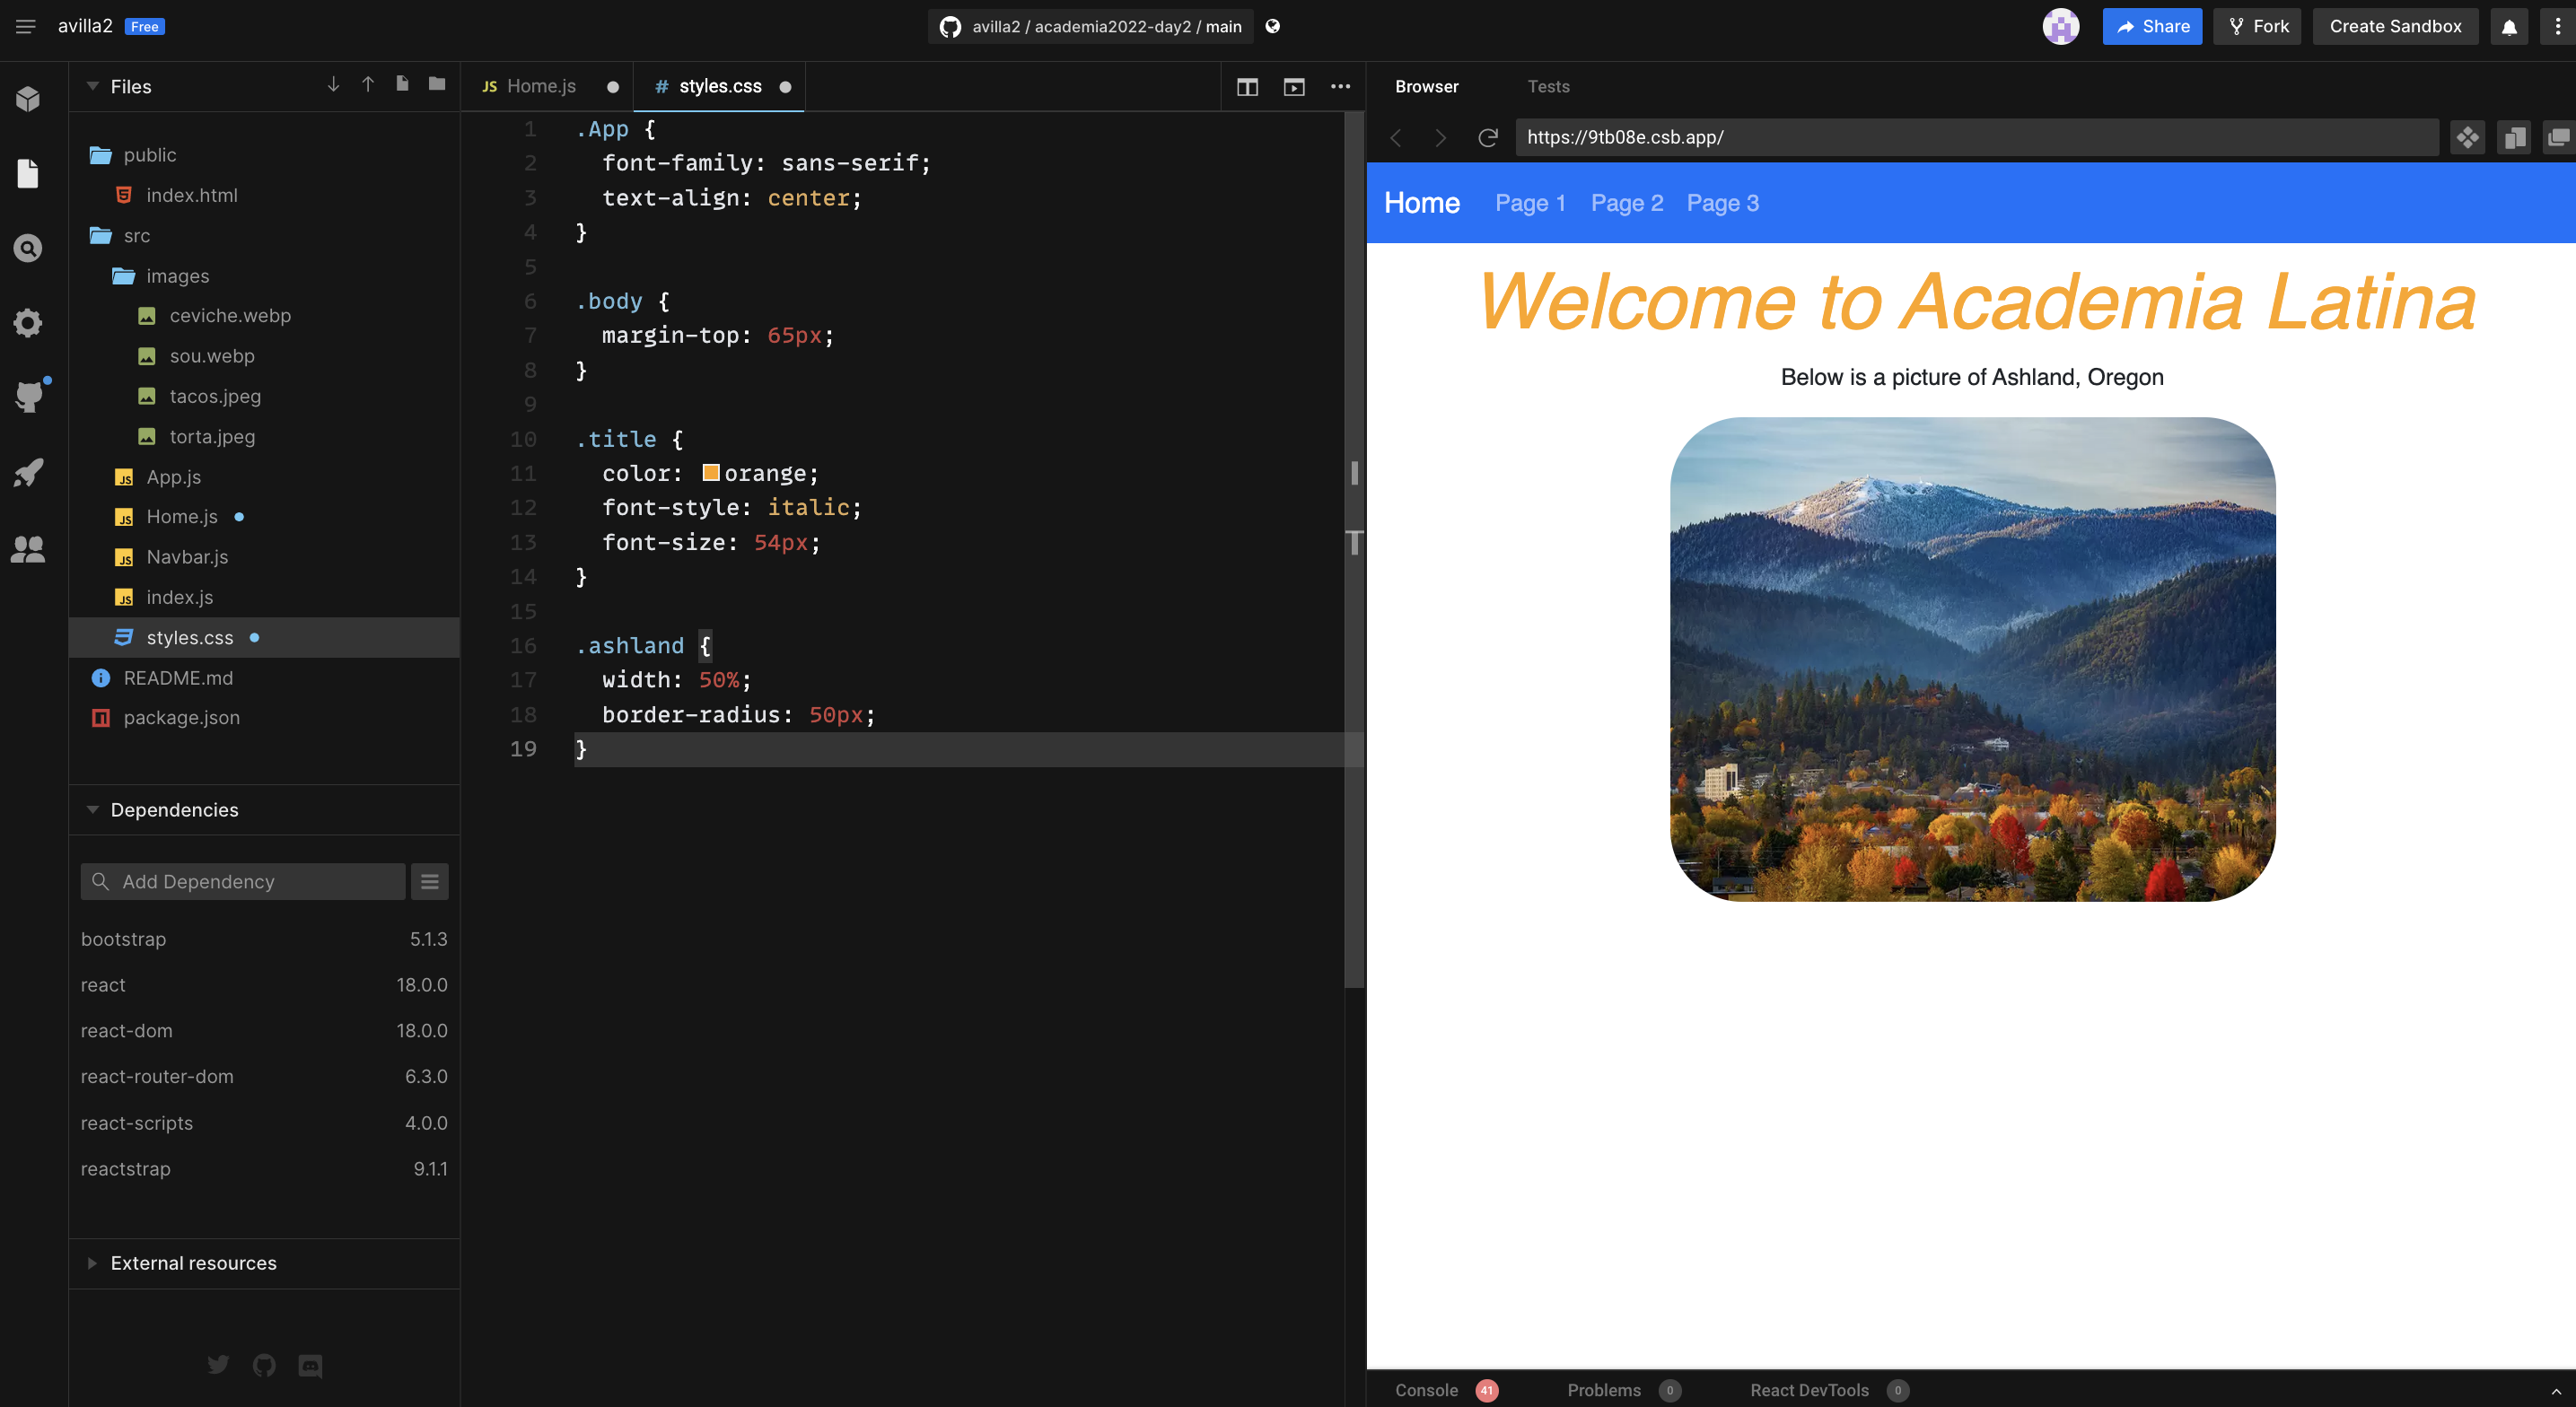 avilla2 Free
avilla2 / academia2022-day2 / main
Share
Fork
Create Sandbox
Files
public
index.html
src
images
ceviche.webp
sou.webp
tacos.jpeg
torta.jpeg
App.js
Home.js
Navbar.js
index.js
styles.css
README.md
package.json
Dependencies
Add Dependency
bootstrap 5.1.3
react 18.0.0
react-dom 18.0.0
react-router-dom 6.3.0
react-scripts 4.0.0
reactstrap 9.1.1
External resources
JS Home.js
# styles.css
1 .App {
2 font-family: sans-serif;
3 text-align: center;
4 }
5
6 .body {
7 margin-top: 65px;
8 }
9
10 .title {
11 color: orange;
12 font-style: italic;
13 font-size: 54px;
14 }
15
16 .ashland {
17 width: 50%;
18 border-radius: 50px;
19 }
Browser Tests
https://9tb08e.csb.app/
Home Page 1 Page 2 Page 3
Welcome to Academia Latina
Below is a picture of Ashland, Oregon
Console 41 Problems 0 React DevTools 0